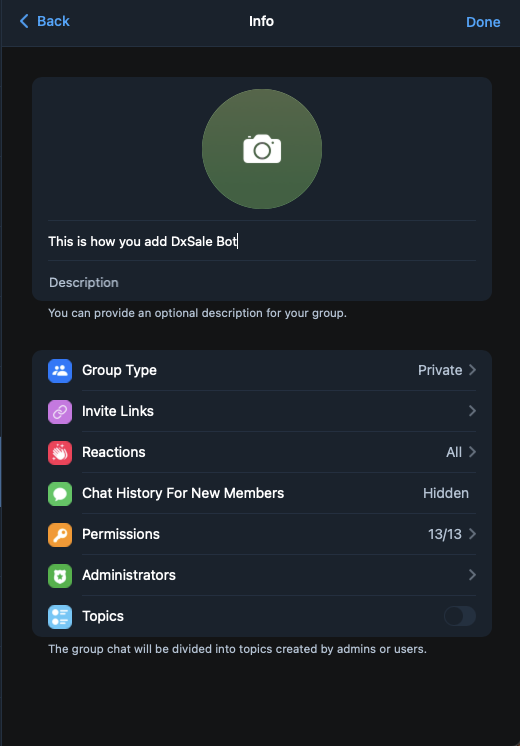 Back Info Done
This is how you add DxSale Bot
Description
You can provide an optional description for your group.
Group Type Private
Invite Links
Reactions All
Chat History For New Members Hidden
Permissions 13/13
Administrators
Topics
The group chat will be divided into topics created by admins or users.